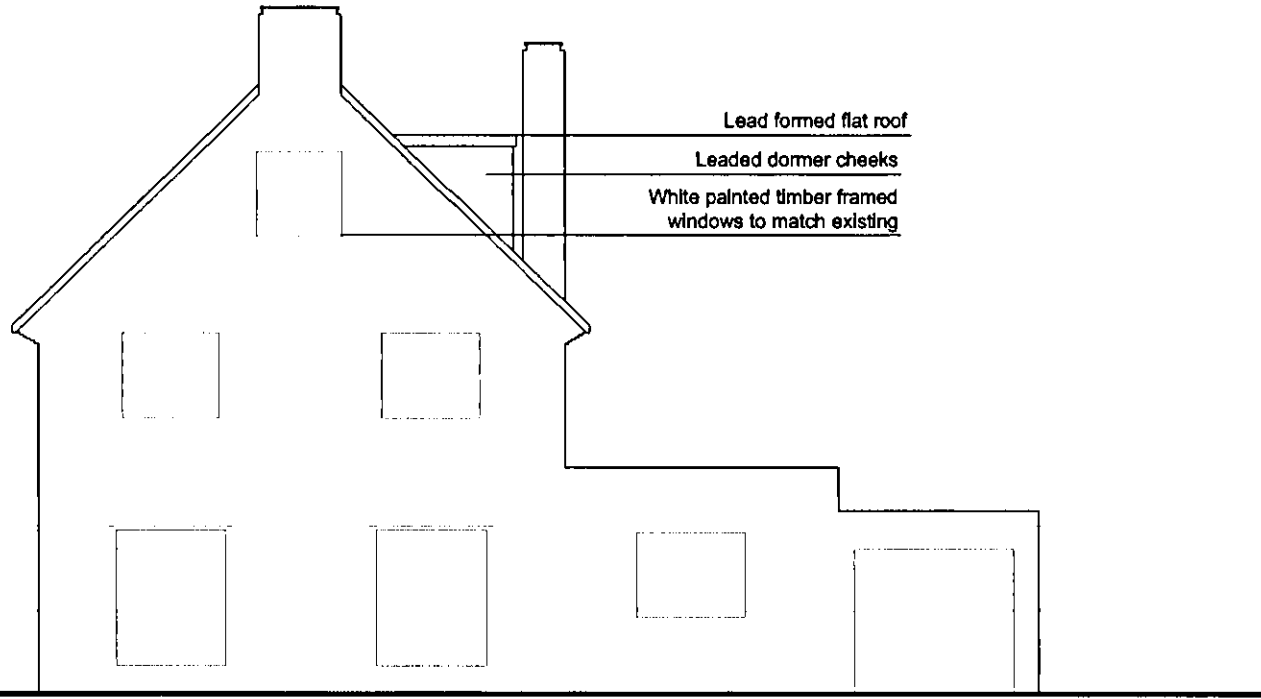 Lead formed flat roof
Leaded dormer cheeks
White painted timber framed
windows to match existing